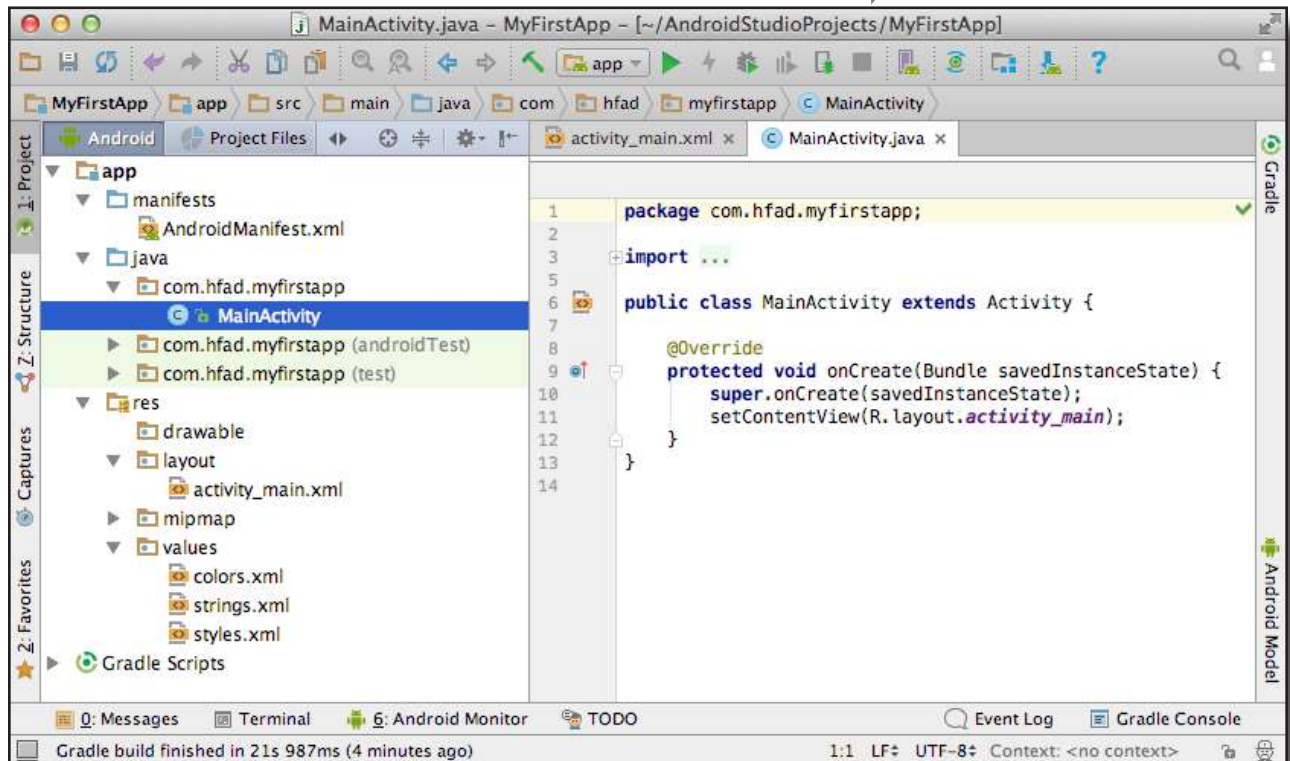 MainActivity.java – MyFirstApp – [~/AndroidStudioProjects/MyFirstApp]
app
?
MyFirstApp app src main java com hfad myfirstapp C MainActivity
Android Project Files
activity_main.xml × C MainActivity.java ×
1: Project
Z: Structure
Captures
2: Favorites
app
manifests
AndroidManifest.xml
java
com.hfad.myfirstapp
C MainActivity
com.hfad.myfirstapp (androidTest)
com.hfad.myfirstapp (test)
res
drawable
layout
activity_main.xml
mipmap
values
colors.xml
strings.xml
styles.xml
Gradle Scripts
1 package com.hfad.myfirstapp;
2
3 import ...
5
6 public class MainActivity extends Activity {
7
8 @Override
9 protected void onCreate(Bundle savedInstanceState) {
10 super.onCreate(savedInstanceState);
11 setContentView(R.layout.activity_main);
12 }
13 }
14
Gradle
Android Model
0: Messages Terminal 6: Android Monitor TODO Event Log Gradle Console
Gradle build finished in 21s 987ms (4 minutes ago) 1:1 LF UTF-8 Context: <no context>